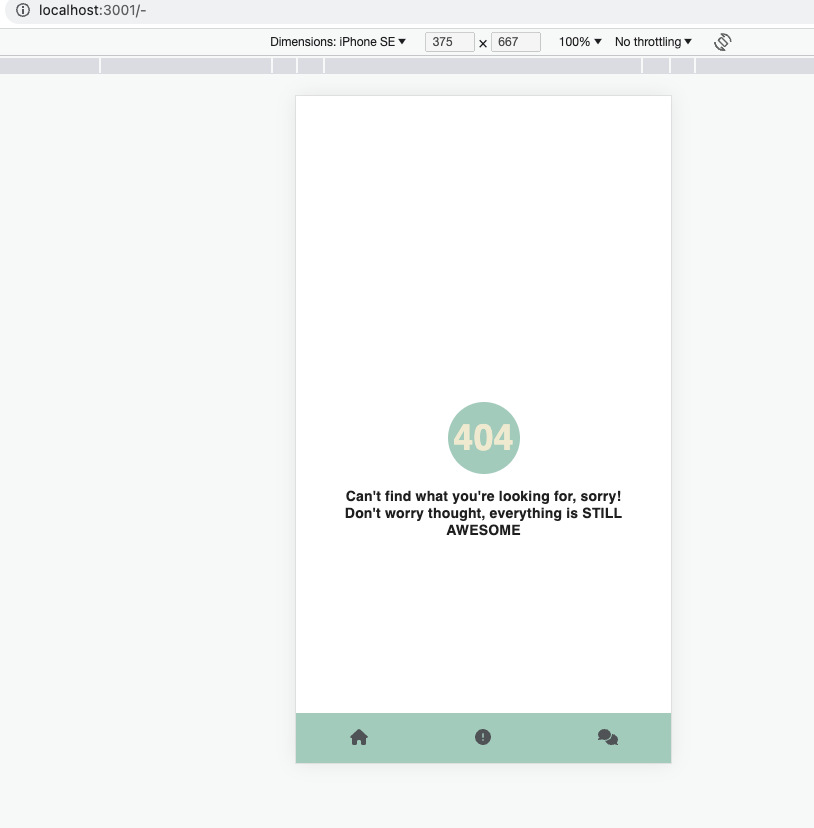 localhost:3001/-
Dimensions: iPhone SE 375 × 667 100% No throttling
404
Can't find what you're looking for, sorry!
Don't worry thought, everything is STILL
AWESOME